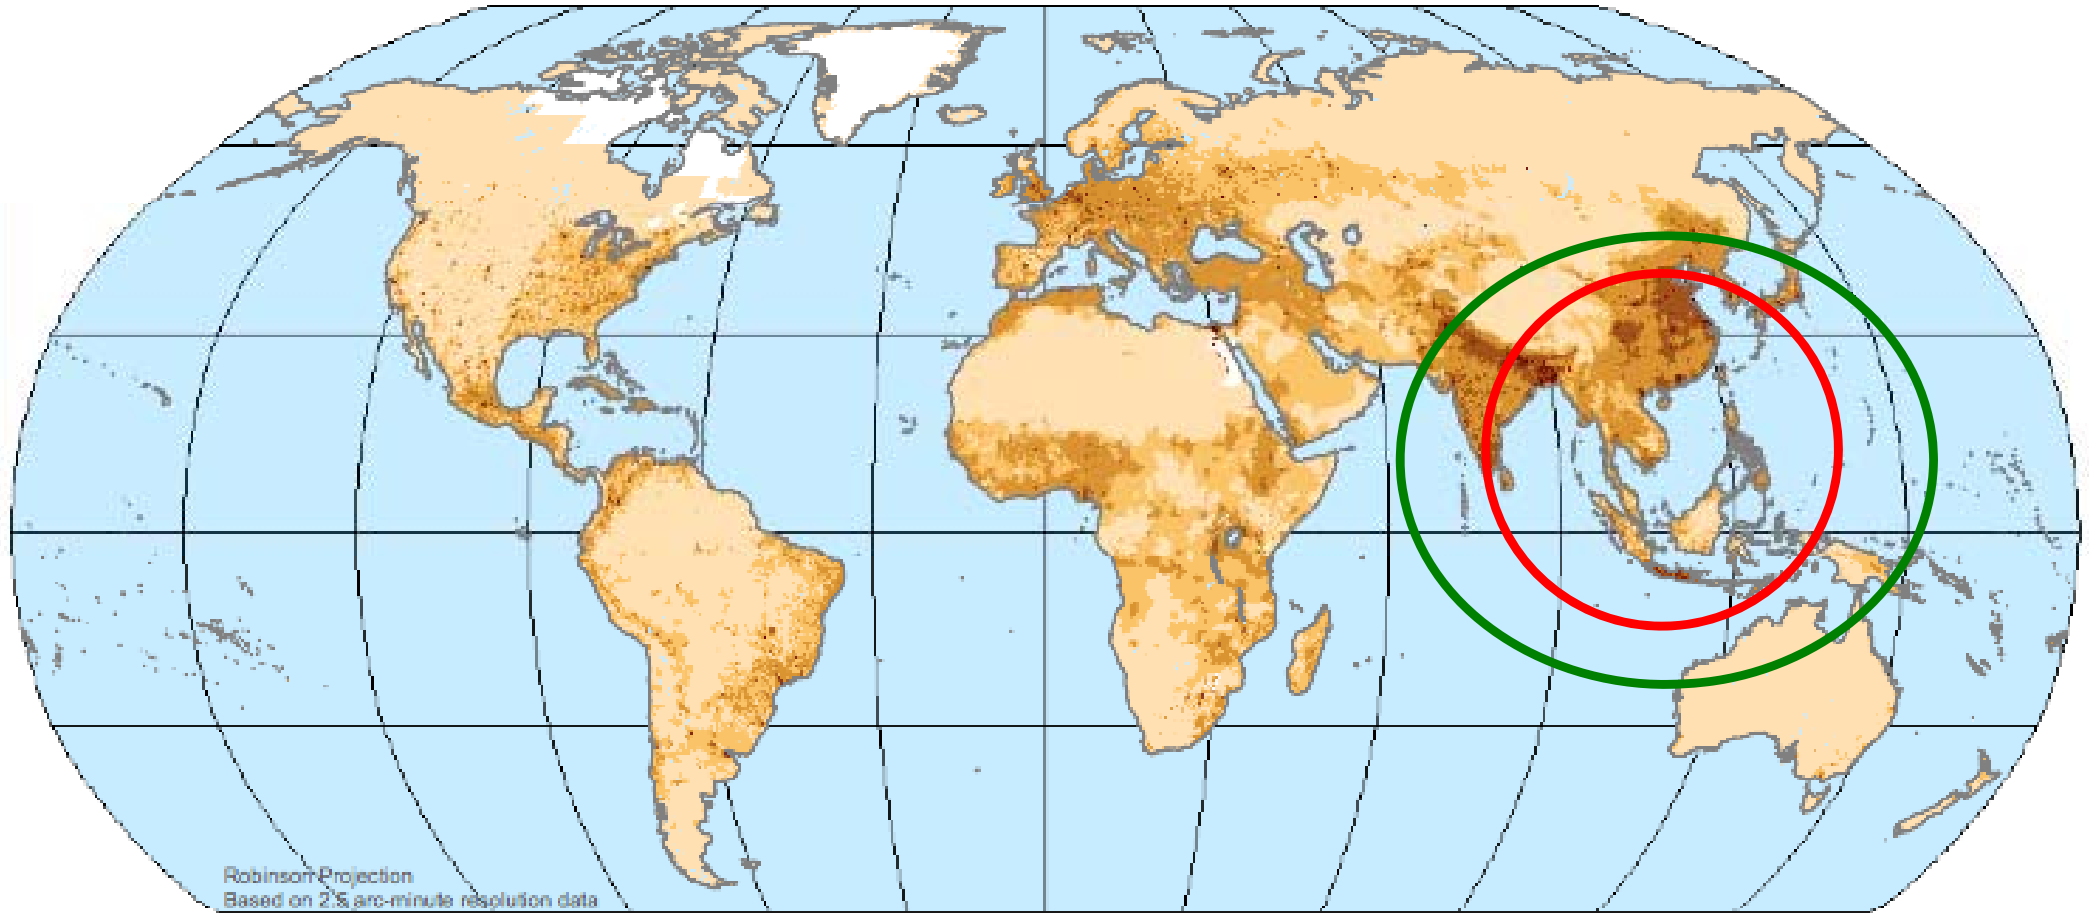 Robinson Projection
Based on 2.5 arc-minute resolution data